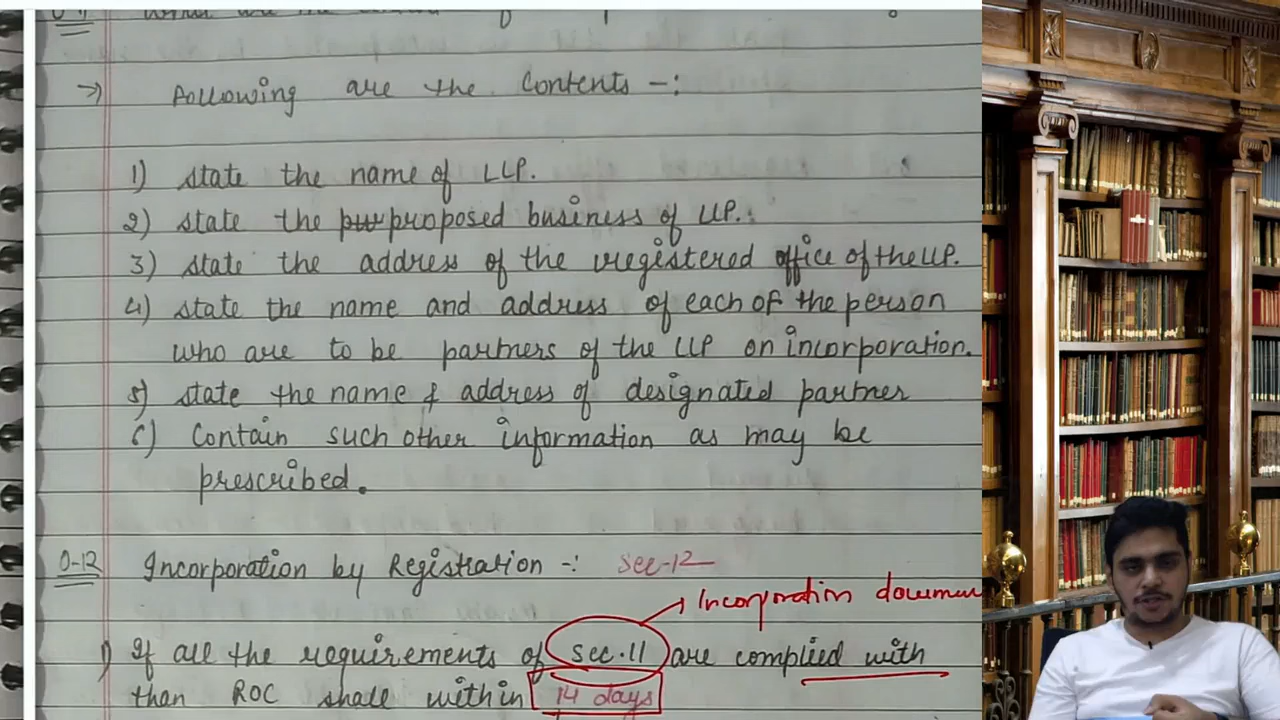 → Following are the Contents -:
1) state the name of LLP.
2) state the proposed business of LLP.
3) state the address of the registered office of the LLP.
4) state the name and address of each of the person
who are to be partners of the LLP on incorporation.
5) state the name & address of designated partner
6) Contain such other information as may be
prescribed.
Q-12 Incorporation by Registration -: Sec-12
→ Incorporation
1) If all the requirements of sec.11 are complied with
than ROC shall within 14 days